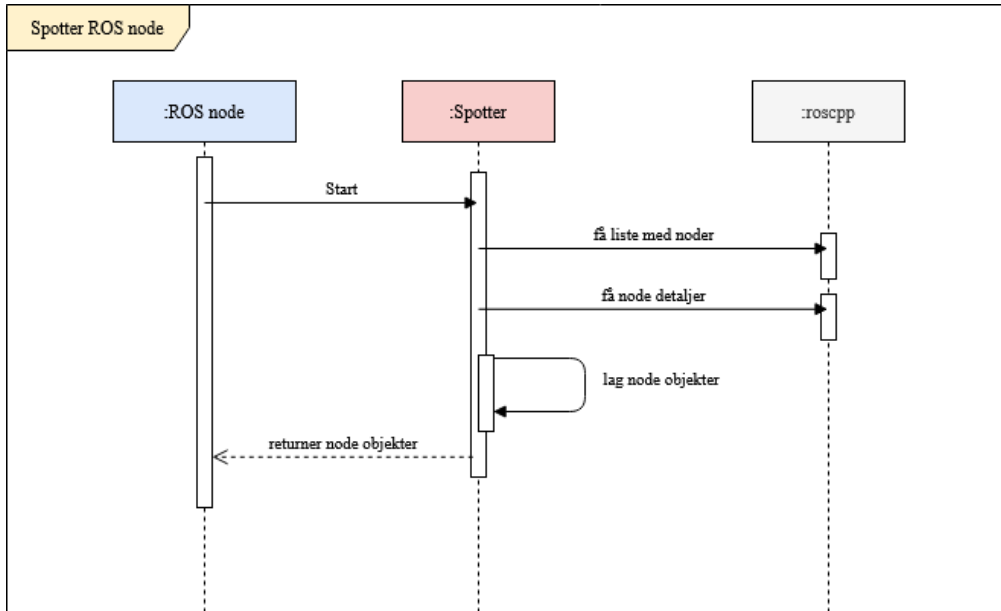 Spotter ROS node
:ROS node
:Spotter
:roscpp
Start
få liste med noder
få node detaljer
lag node objekter
returner node objekter